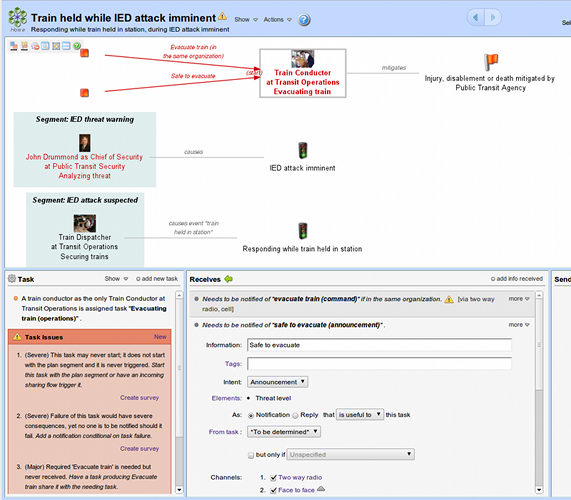 Train held while IED attack imminent
Show
Actions
Responding while train held in station, during IED attack imminent
Home
Sel
Evacuate train (in
the same organization)
Safe to evacuate
(start)
Train Conductor
at Transit Operations
Evacuating train
mitigates
Injury, disablement or death mitigated by
Public Transit Agency
Segment: IED threat warning
John Drummond as Chief of Security
at Public Transit Security
Analyzing threat
causes
IED attack imminent
Segment: IED attack suspected
Train Dispatcher
at Transit Operations
Securing trains
causes event "train
held in station"
Responding while train held in station
Task
Show
add new task
A train conductor as the only Train Conductor at
Transit Operations is assigned task "Evacuating
train (operations)" .
Task issues
New
1. (Severe) This task may never start; it does not
start with the plan segment and it is never triggered. Start
this task with the plan segment or have an incoming
sharing flow trigger it.
Create survey
2. (Severe) Failure of this task would have severe
consequences, yet no one is to be notified should it
fail. Add a notification conditional on task failure.
Create survey
3. (Major) Required 'Evacuate train' is needed but
never received. Have a task producing Evacuate
train share it with the needing task.
Receives
add info received
Needs to be notified of "evacuate train (command)" if in the same organization. [via two way
radio, cell]
more
Needs to be notified of "safe to evacuate (announcement)" .
more
Information: Safe to evacuate
Tags:
Intent: Announcement
Elements: • Threat level
As: Notification Reply that is useful to this task
From task : "To be determined"
but only if Unspecified
Channels: 1. Two way radio
2. Face to face
Send